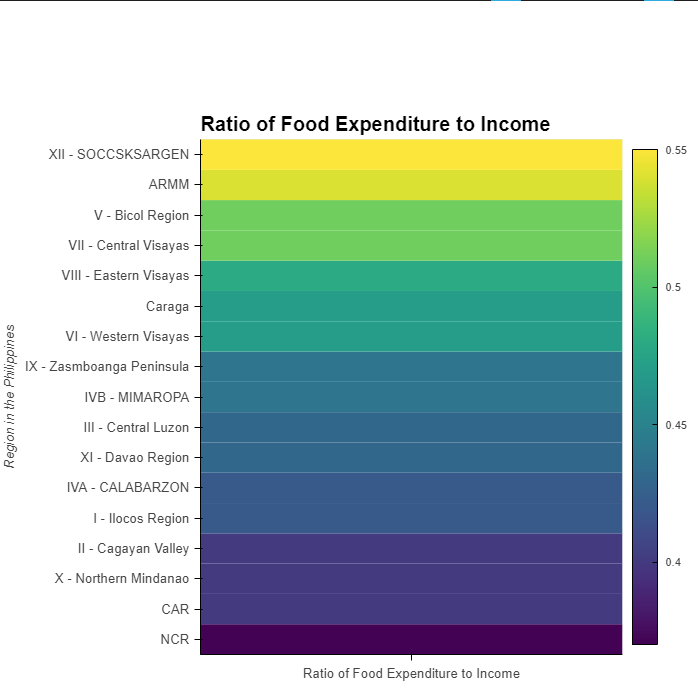 Ratio of Food Expenditure to Income
XII - SOCCSKSARGEN
ARMM
V - Bicol Region
VII - Central Visayas
VIII - Eastern Visayas
Caraga
VI - Western Visayas
IX - Zasmboanga Peninsula
IVB - MIMAROPA
III - Central Luzon
XI - Davao Region
IVA - CALABARZON
I - Ilocos Region
II - Cagayan Valley
X - Northern Mindanao
CAR
NCR
Region in the Philippines
Ratio of Food Expenditure to Income
0.55
0.5
0.45
0.4